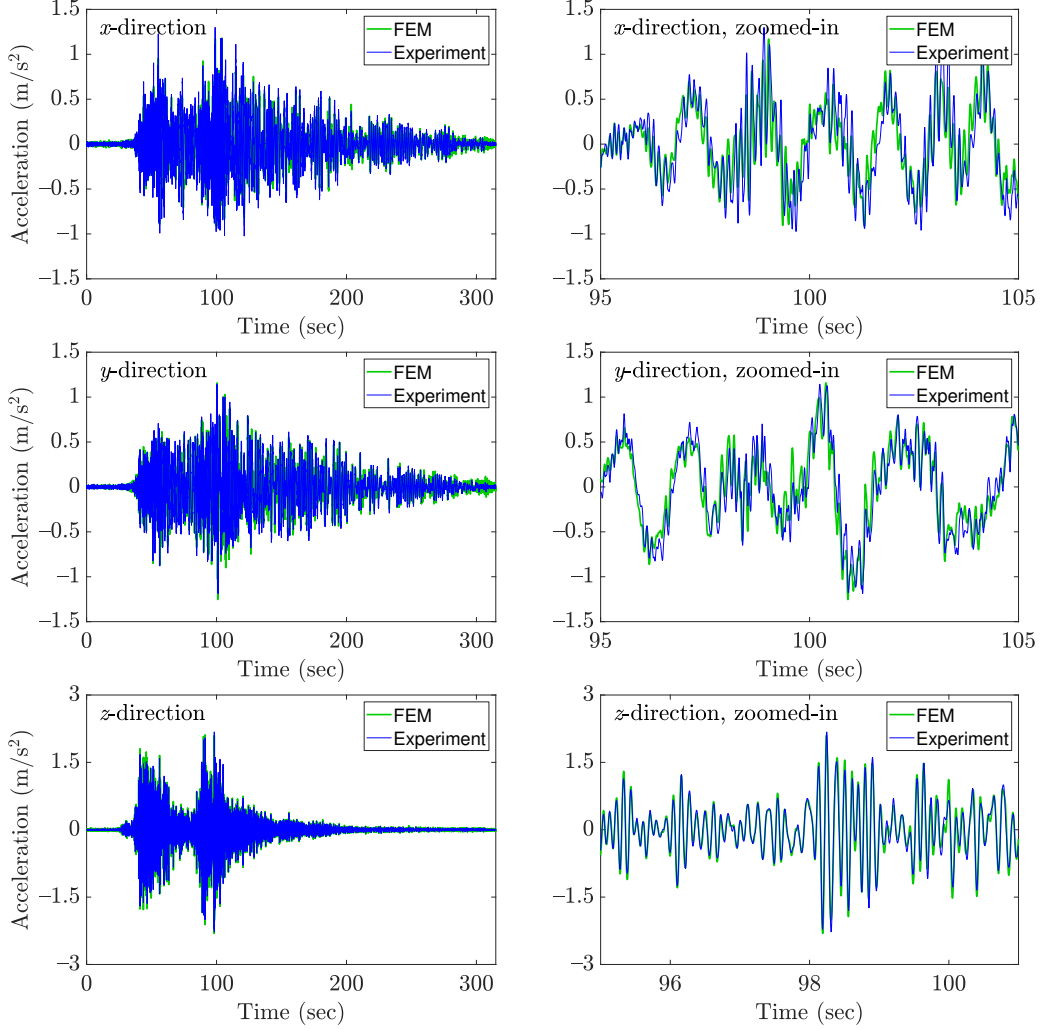 x-direction
FEM
Experiment
1.5
1
0.5
0
−0.5
−1
−1.5
Acceleration (m/s²)
0 100 200 300
Time (sec)
x-direction, zoomed-in
FEM
Experiment
1.5
1
0.5
0
−0.5
−1
−1.5
95 100 105
Time (sec)
y-direction
FEM
Experiment
1.5
1
0.5
0
−0.5
−1
−1.5
Acceleration (m/s²)
0 100 200 300
Time (sec)
y-direction, zoomed-in
FEM
Experiment
1.5
1
0.5
0
−0.5
−1
−1.5
95 100 105
Time (sec)
z-direction
FEM
Experiment
3
1.5
0
−1.5
−3
Acceleration (m/s²)
0 100 200 300
Time (sec)
z-direction, zoomed-in
FEM
Experiment
3
1.5
0
−1.5
−3
96 98 100
Time (sec)